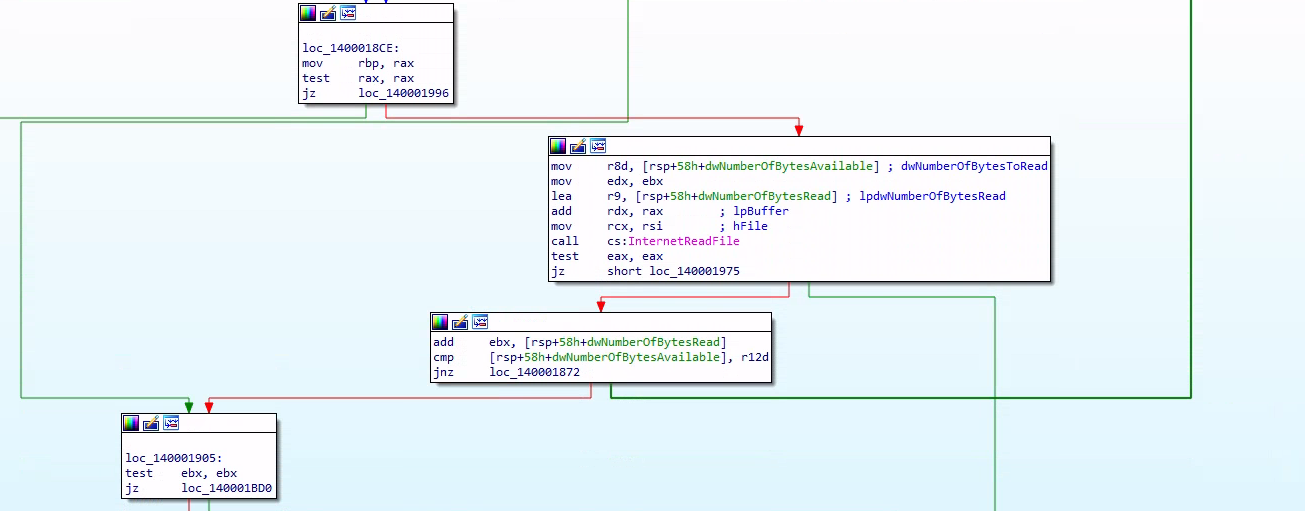 loc_1400018CE:
mov rbp, rax
test rax, rax
jz loc_140001996
mov r8d, [rsp+58h+dwNumberOfBytesAvailable] ; dwNumberOfBytesToRead
mov edx, ebx
lea r9, [rsp+58h+dwNumberOfBytesRead] ; lpdwNumberOfBytesRead
add rdx, rax ; lpBuffer
mov rcx, rsi ; hFile
call cs:InternetReadFile
test eax, eax
jz short loc_140001975
add ebx, [rsp+58h+dwNumberOfBytesRead]
cmp [rsp+58h+dwNumberOfBytesAvailable], r12d
jnz loc_140001872
loc_140001905:
test ebx, ebx
jz loc_140001BD0